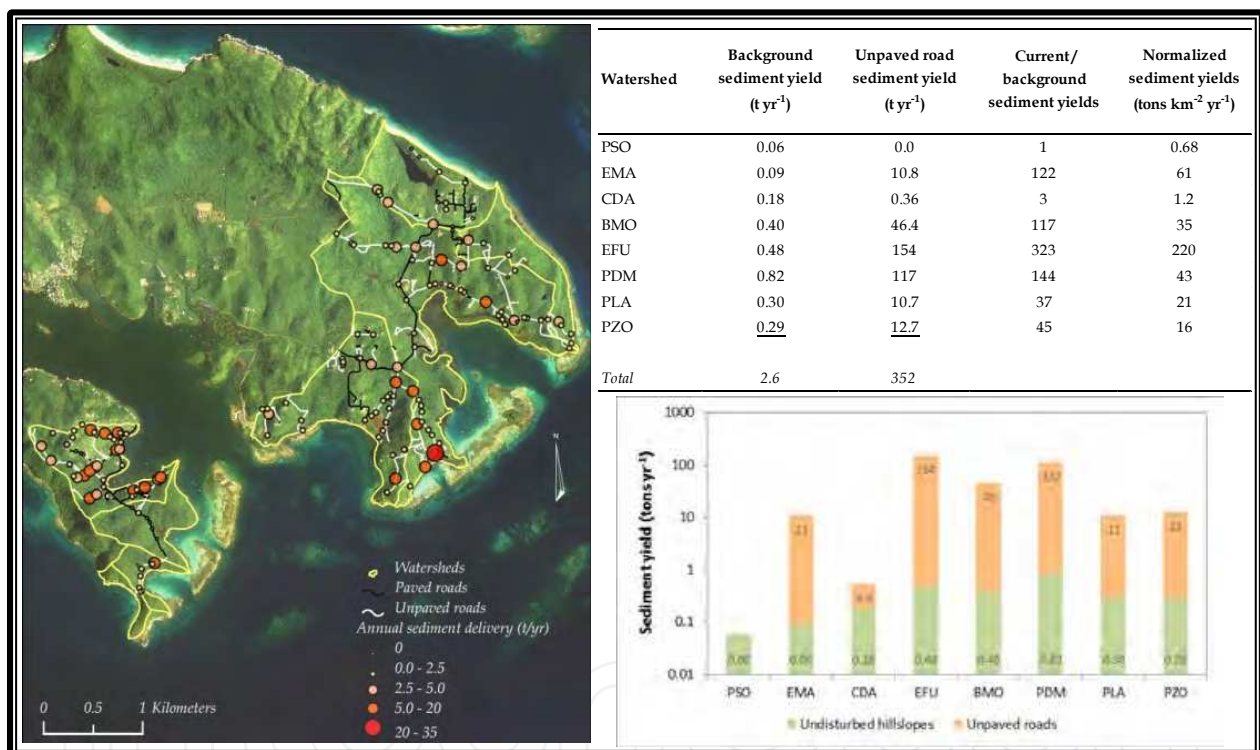 Watersheds
Paved roads
Unpaved roads
Annual sediment delivery (t/yr)
0
0.0 - 2.5
2.5 - 5.0
5.0 - 20
20 - 35
0 0.5 1 Kilometers
N
Watershed Background sediment yield (t yr⁻¹) Unpaved road sediment yield (t yr⁻¹) Current/ background sediment yields Normalized sediment yields (tons km⁻² yr⁻¹)
PSO 0.06 0.0 1 0.68
EMA 0.09 10.8 122 61
CDA 0.18 0.36 3 1.2
BMO 0.40 46.4 117 35
EFU 0.48 154 323 220
PDM 0.82 117 144 43
PLA 0.30 10.7 37 21
PZO 0.29 12.7 45 16
Total 2.6 352
Sediment yield (tons yr⁻¹)
1000
100
10
1
0.1
0.01
PSO EMA CDA EFU BMO PDM PLA PZO
Undisturbed hillslopes Unpaved roads